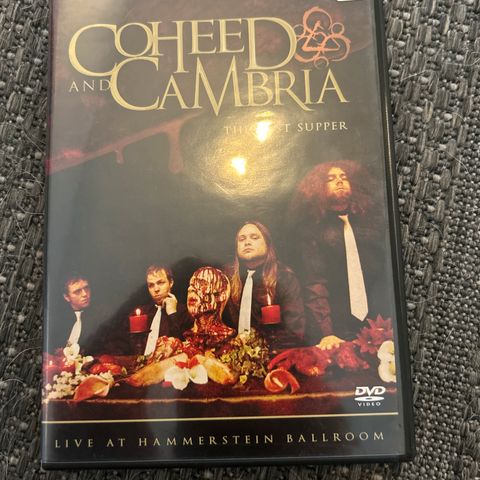 COHEED
AND CAMBRIA
SUPPER
DVD
VIDEO
LIVE AT HAMMERSTEIN BALLROOM